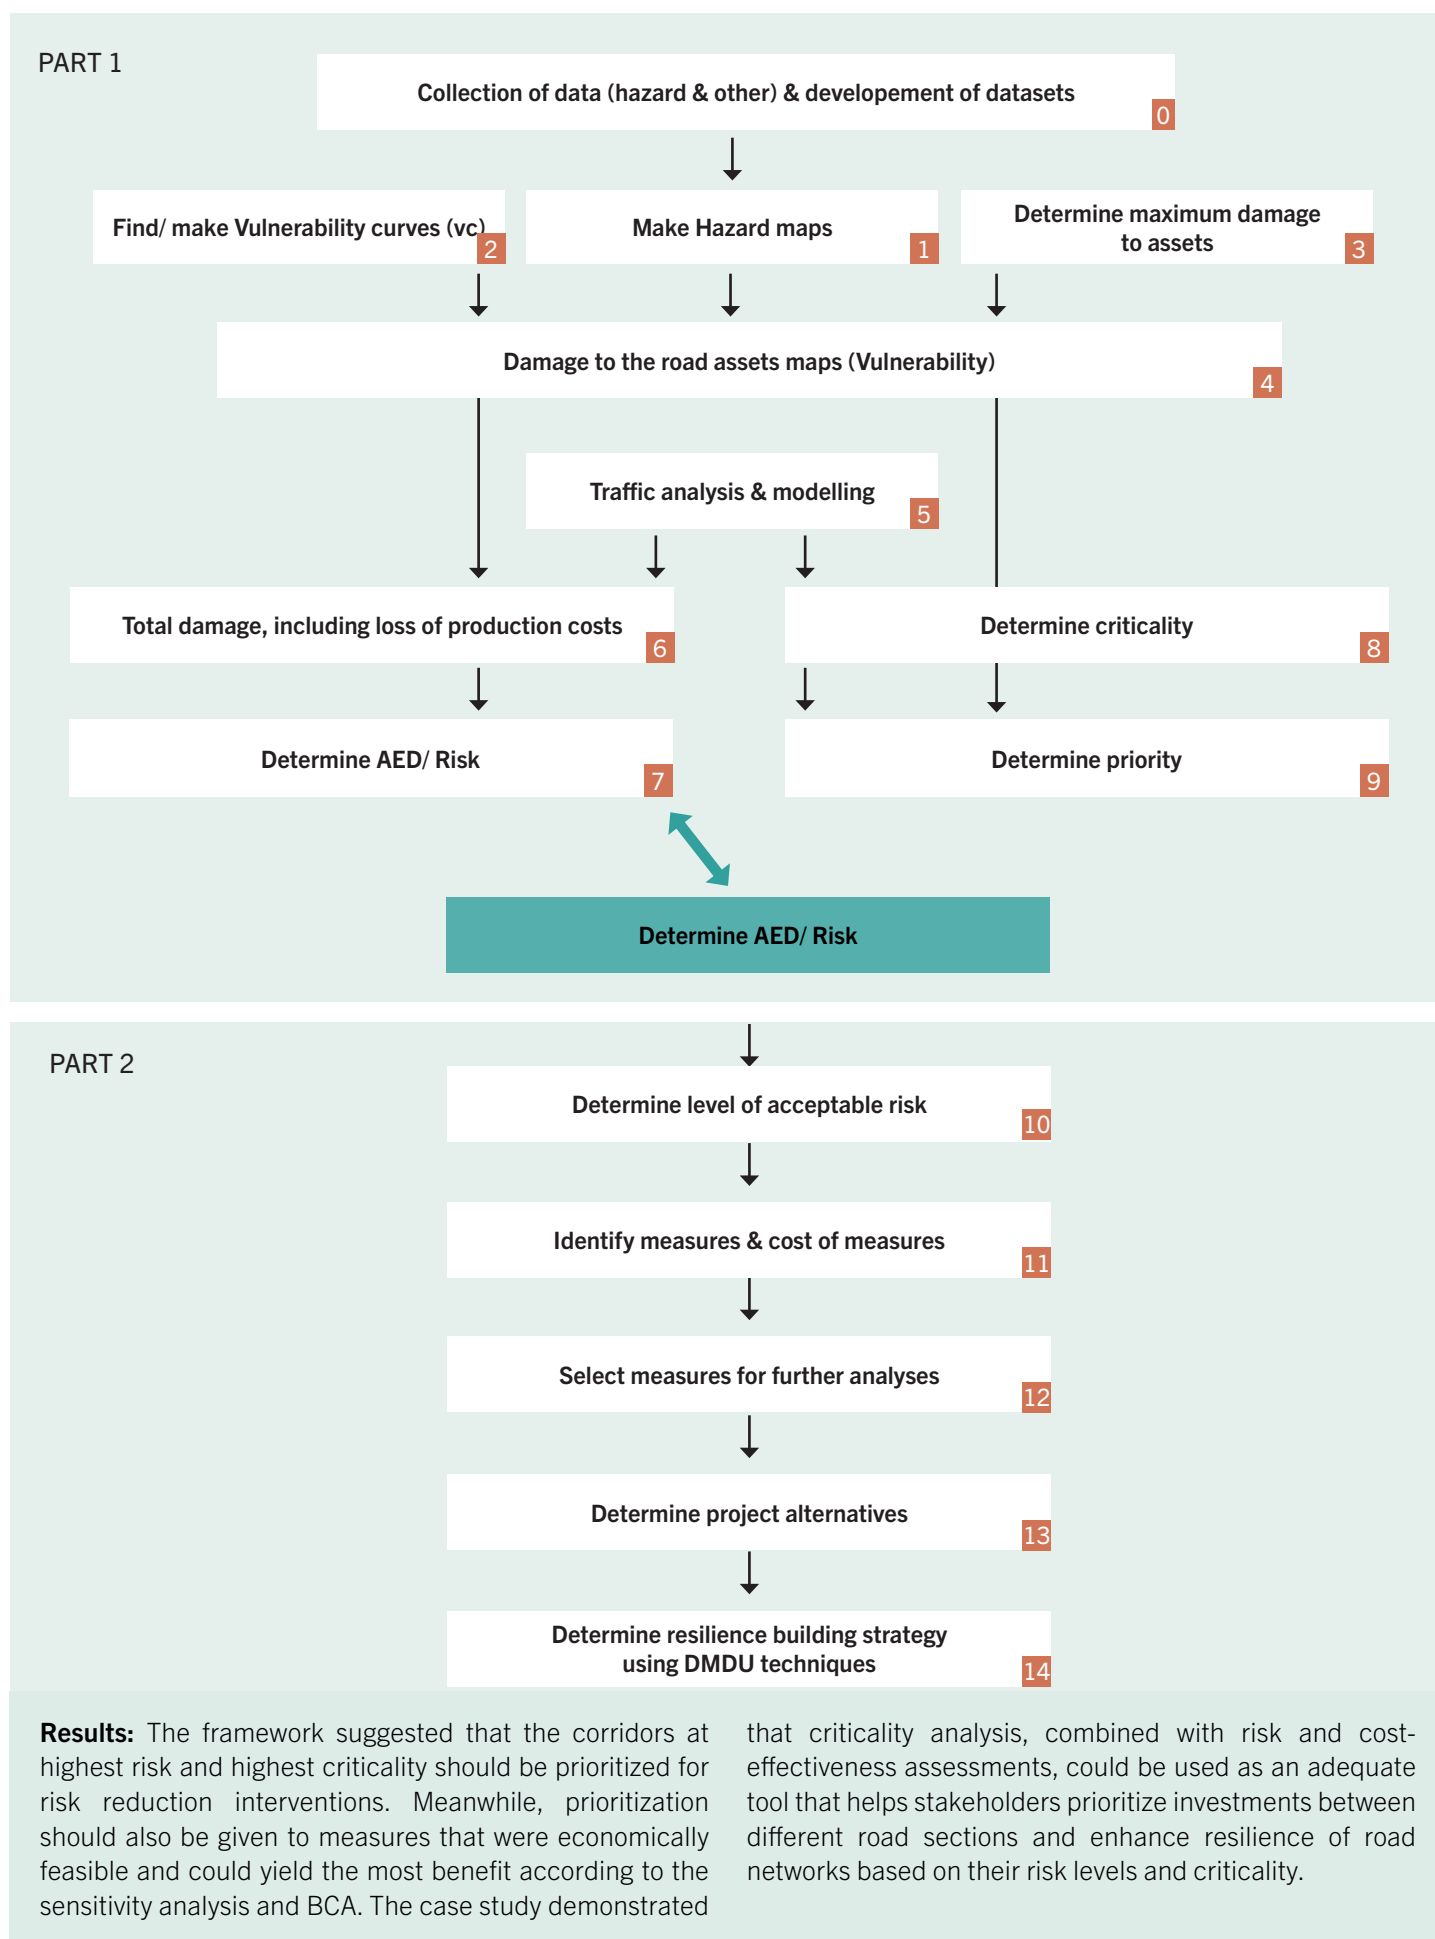 PART 1
Collection of data (hazard & other) & developement of datasets
0
Find/ make Vulnerability curves (vc)
2
Make Hazard maps
1
Determine maximum damage
to assets
3
Damage to the road assets maps (Vulnerability)
4
Traffic analysis & modelling
5
Total damage, including loss of production costs
6
Determine criticality
8
Determine AED/ Risk
7
Determine priority
9
Determine AED/ Risk
PART 2
Determine level of acceptable risk
10
Identify measures & cost of measures
11
Select measures for further analyses
12
Determine project alternatives
13
Determine resilience building strategy
using DMDU techniques
14
Results: The framework suggested that the corridors at
highest risk and highest criticality should be prioritized for
risk reduction interventions. Meanwhile, prioritization
should also be given to measures that were economically
feasible and could yield the most benefit according to the
sensitivity analysis and BCA. The case study demonstrated
that criticality analysis, combined with risk and cost-
effectiveness assessments, could be used as an adequate
tool that helps stakeholders prioritize investments between
different road sections and enhance resilience of road
networks based on their risk levels and criticality.